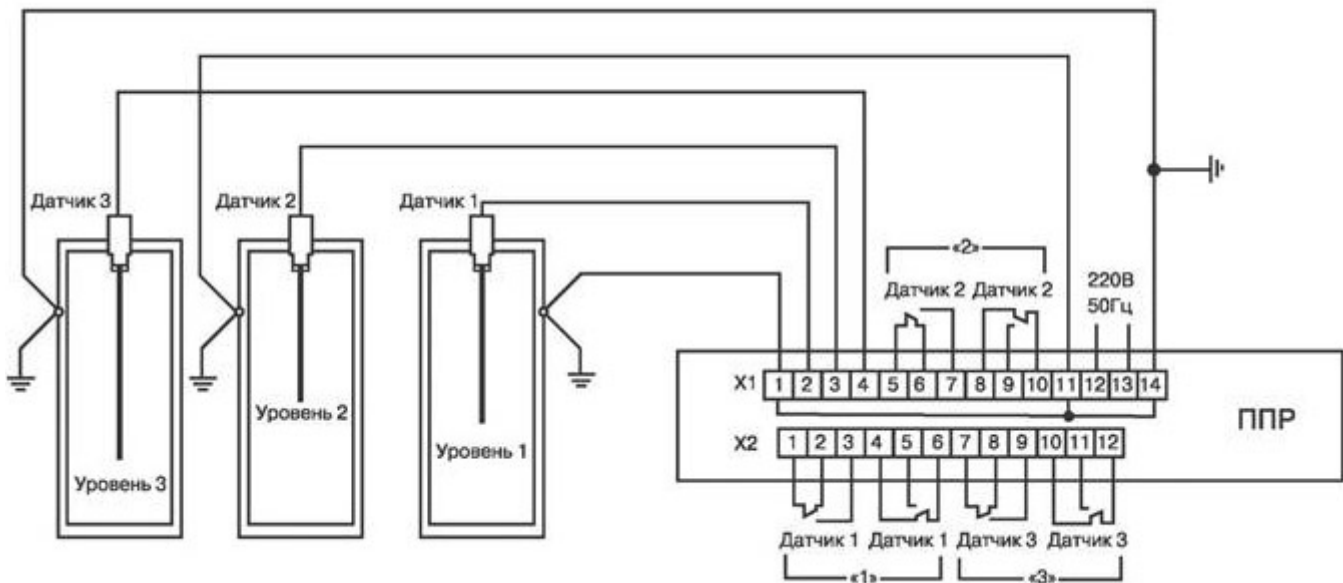 Датчик 3
Датчик 2
Датчик 1
Уровень 3
Уровень 2
Уровень 1
«2»
Датчик 2 Датчик 2
220В
50Гц
X1 1 2 3 4 5 6 7 8 9 10 11 12 13 14
X2 1 2 3 4 5 6 7 8 9 10 11 12
ППР
Датчик 1 Датчик 1 Датчик 3 Датчик 3
«1» «3»